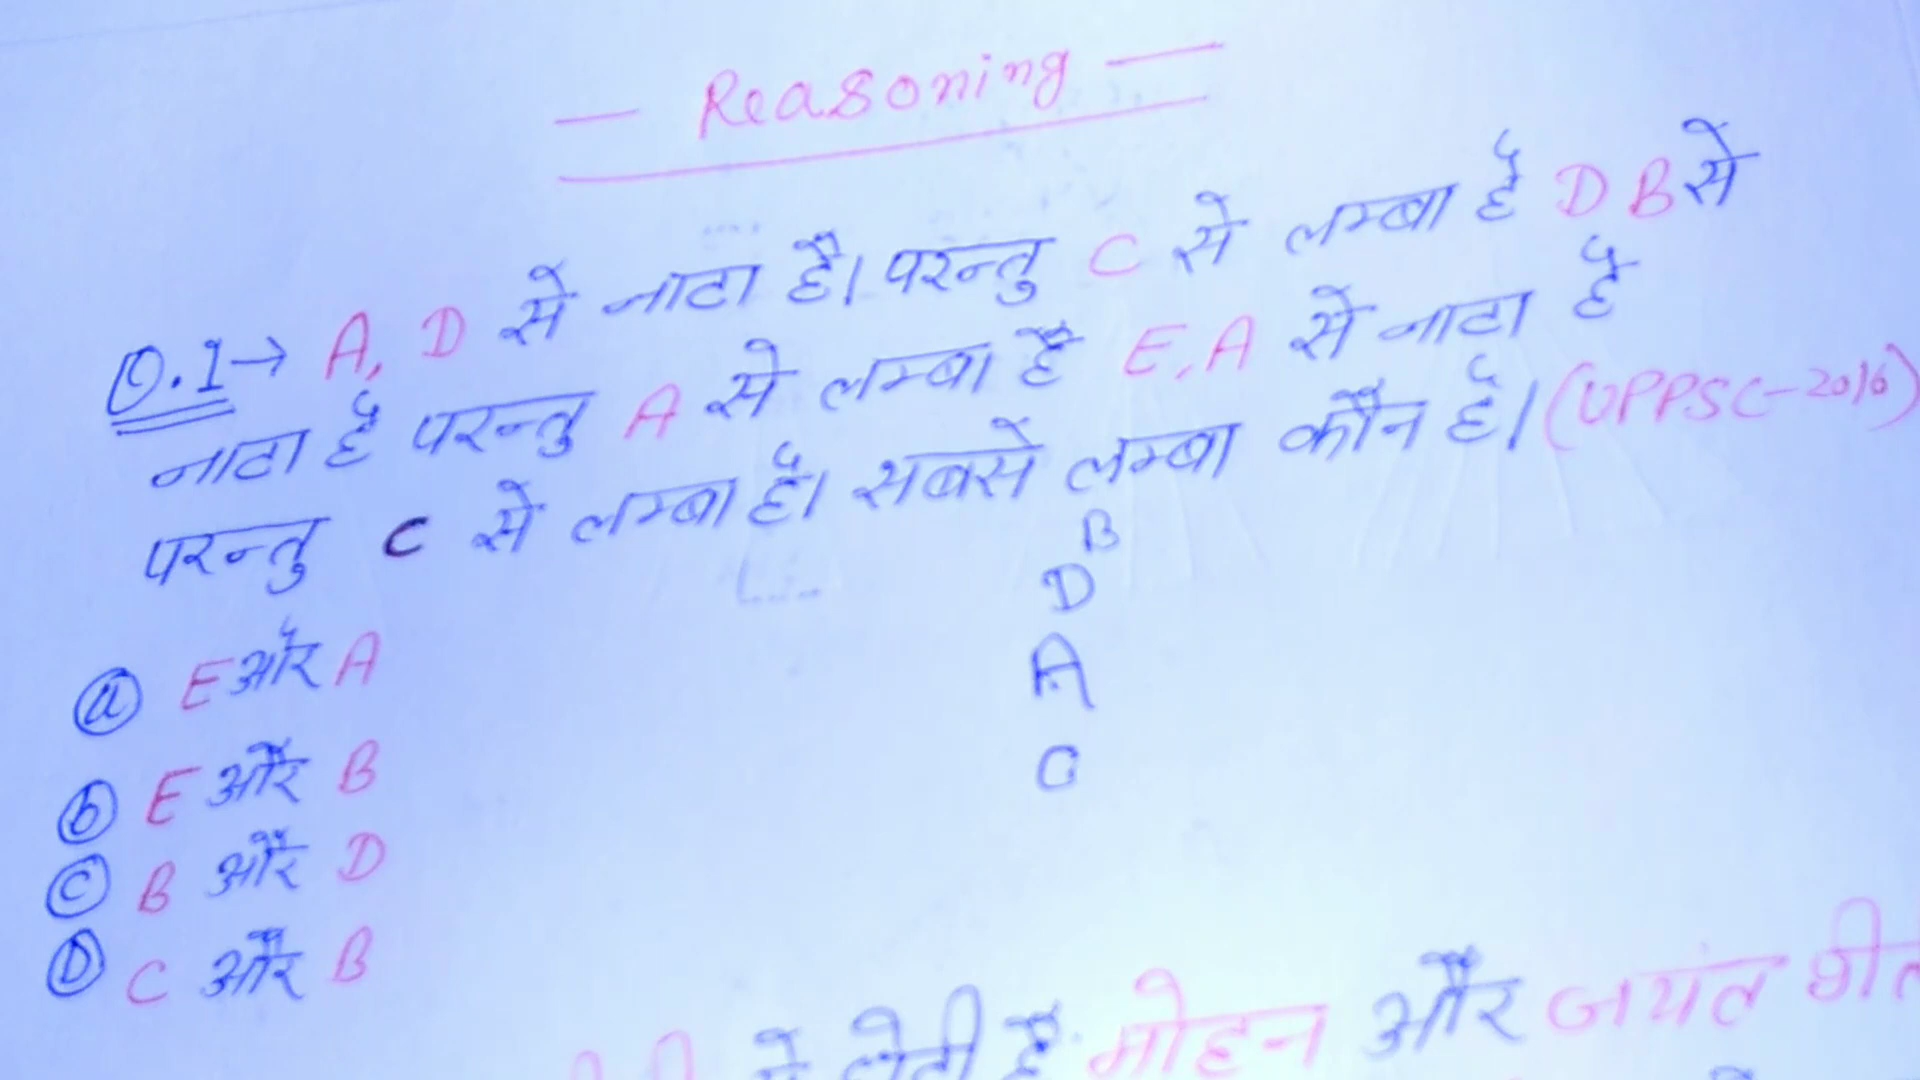 — Reasoning —
Q.1→ A, D से नाटा है। परन्तु C से लम्बा है D B से
नाटा है परन्तु A से लम्बा है E, A से नाटा है
परन्तु C से लम्बा है। सबसे लम्बा कौन है। (UPPSC-2016)
B
D
A
C
ⓐ E और A
ⓑ E और B
ⓒ B और D
Ⓓ C और B
है मोहन और जयंत